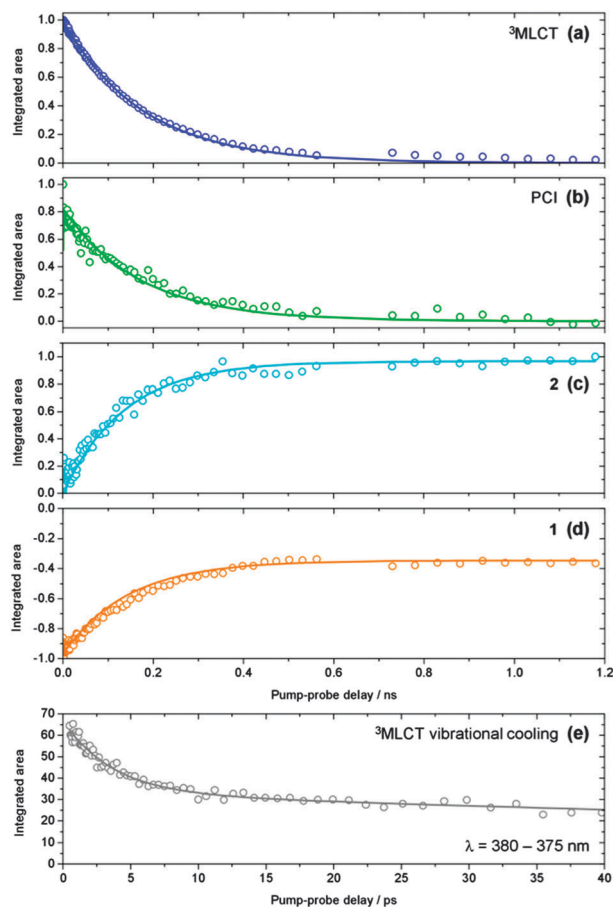 ³MLCT (a)
Integrated area
1.0
0.8
0.6
0.4
0.2
0.0
PCI (b)
Integrated area
1.0
0.8
0.6
0.4
0.2
0.0
2 (c)
Integrated area
1.0
0.8
0.6
0.4
0.2
0.0
1 (d)
Integrated area
0.0
-0.2
-0.4
-0.6
-0.8
-1.0
0.0 0.2 0.4 0.6 0.8 1.0 1.2
Pump-probe delay / ns
³MLCT vibrational cooling (e)
Integrated area
70
60
50
40
30
20
10
0
λ = 380 – 375 nm
0 2.5 5 7.5 10 15 20 25 30 35 40
Pump-probe delay / ps